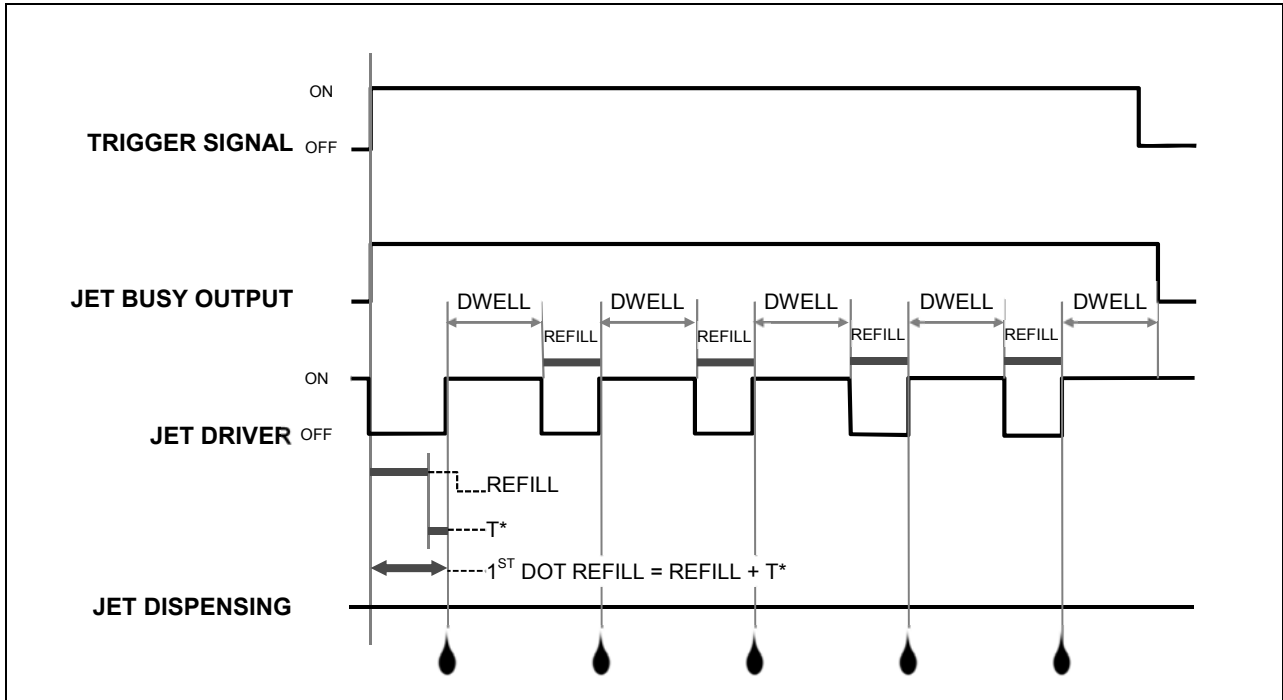 ON
TRIGGER SIGNAL OFF
JET BUSY OUTPUT
DWELL DWELL DWELL DWELL DWELL
REFILL REFILL REFILL REFILL
ON
JET DRIVER OFF
REFILL
T*
1ST DOT REFILL = REFILL + T*
JET DISPENSING